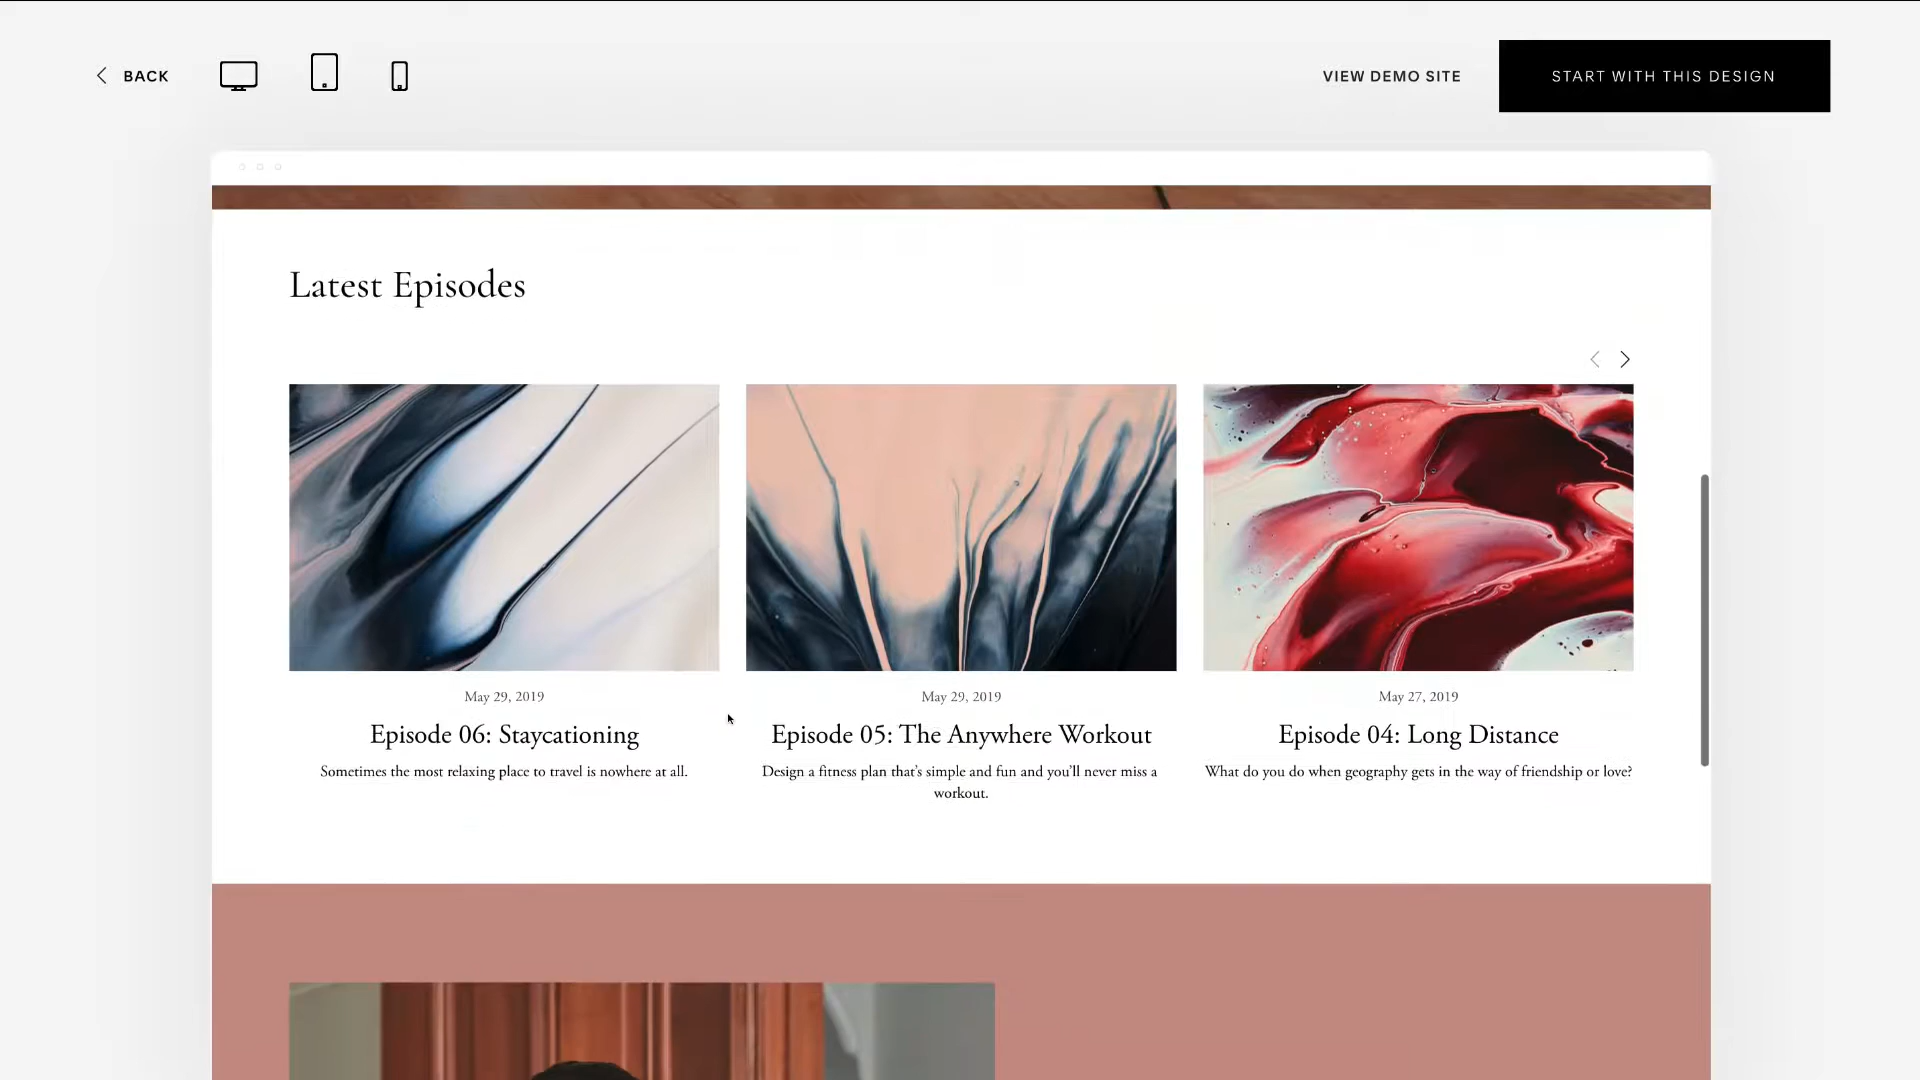 BACK
VIEW DEMO SITE
START WITH THIS DESIGN
Latest Episodes
May 29, 2019
Episode 06: Staycationing
Sometimes the most relaxing place to travel is nowhere at all.
May 29, 2019
Episode 05: The Anywhere Workout
Design a fitness plan that’s simple and fun and you’ll never miss a
workout.
May 27, 2019
Episode 04: Long Distance
What do you do when geography gets in the way of friendship or love?